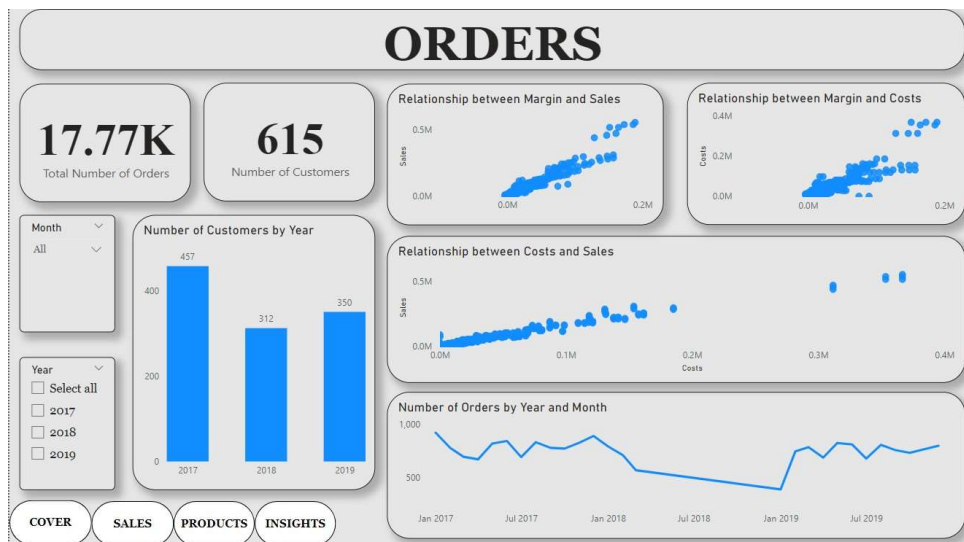 ORDERS
17.77K
Total Number of Orders
615
Number of Customers
Month
All
Year
Select all
2017
2018
2019
Number of Customers by Year
457
312
350
400
200
0
2017
2018
2019
Relationship between Margin and Sales
Sales
0.5M
0.0M
0.0M
0.2M
Relationship between Margin and Costs
Costs
0.4M
0.2M
0.0M
0.0M
0.2M
Relationship between Costs and Sales
Sales
0.5M
0.0M
0.0M
0.1M
0.2M
0.3M
0.4M
Costs
Number of Orders by Year and Month
1,000
500
Jan 2017
Jul 2017
Jan 2018
Jul 2018
Jan 2019
Jul 2019
COVER
SALES
PRODUCTS
INSIGHTS